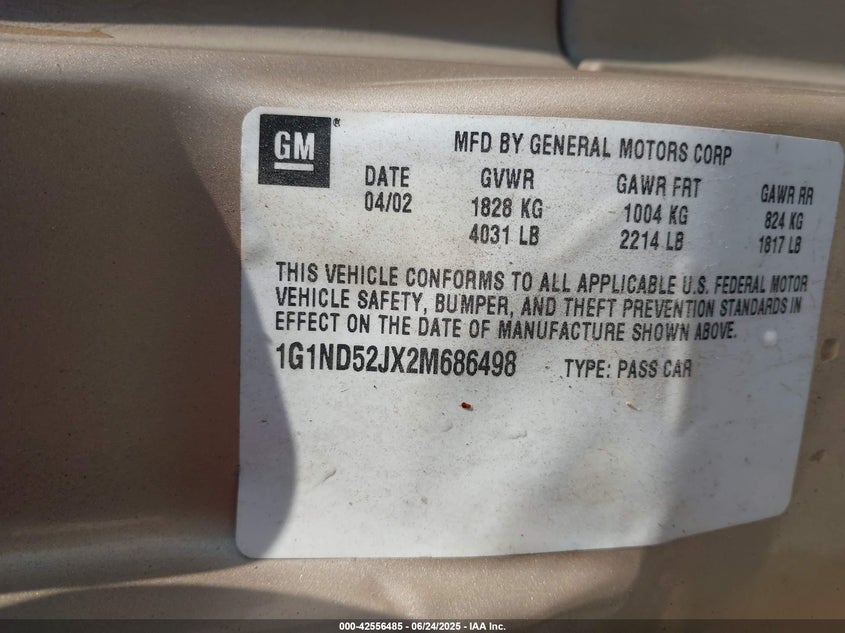 GM®
MFD BY GENERAL MOTORS CORP
DATE GVWR GAWR FRT GAWR RR
04/02 1828 KG 1004 KG 824 KG
4031 LB 2214 LB 1817 LB
THIS VEHICLE CONFORMS TO ALL APPLICABLE U.S. FEDERAL MOTOR
VEHICLE SAFETY, BUMPER, AND THEFT PREVENTION STANDARDS IN
EFFECT ON THE DATE OF MANUFACTURE SHOWN ABOVE.
1G1ND52JX2M686498 TYPE: PASS CAR
000-42556485 - 06/24/2025 - IAA Inc.